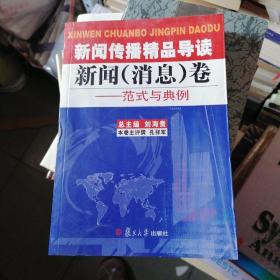 XINWEN CHUANBO JINGPIN DAODU
新闻传播精品导读
新闻(消息)卷
——范式与典例
总主编 刘海贵
本卷主评撰 孔祥军
复旦大学出版社